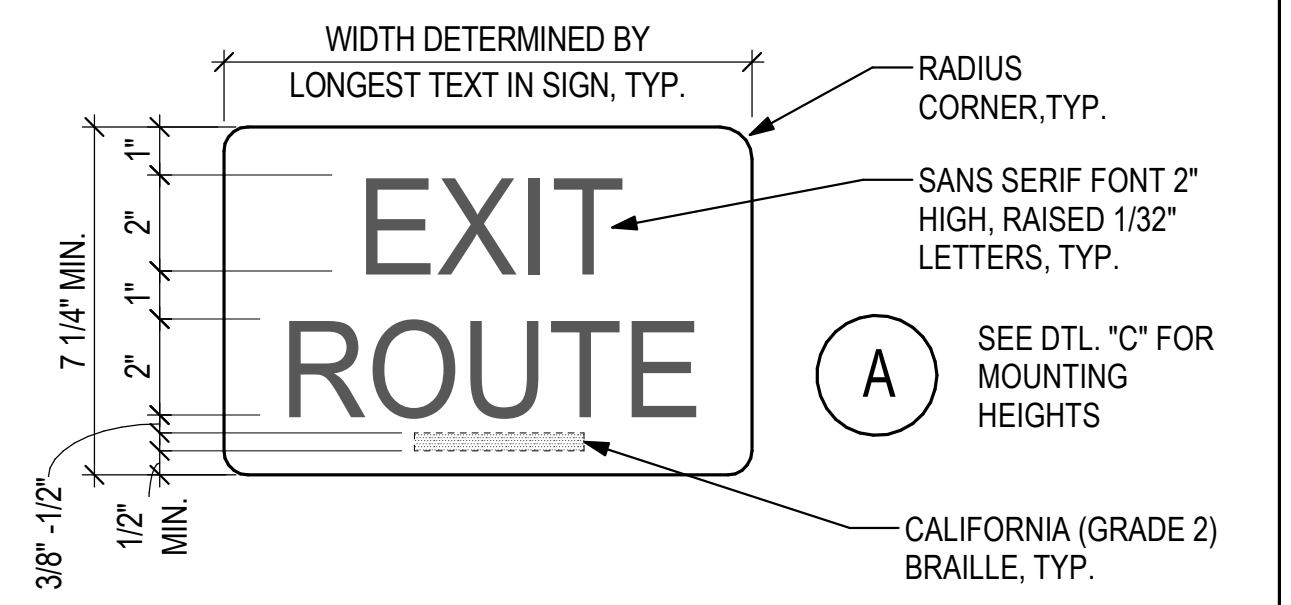 WIDTH DETERMINED BY
LONGEST TEXT IN SIGN, TYP.
RADIUS
CORNER,TYP.
SANS SERIF FONT 2"
HIGH, RAISED 1/32"
LETTERS, TYP.
EXIT
ROUTE
A
SEE DTL. "C" FOR
MOUNTING
HEIGHTS
CALIFORNIA (GRADE 2)
BRAILLE, TYP.
7 1/4" MIN.
1"
2"
1"
2"
3/8" -1/2"
1/2"
MIN.